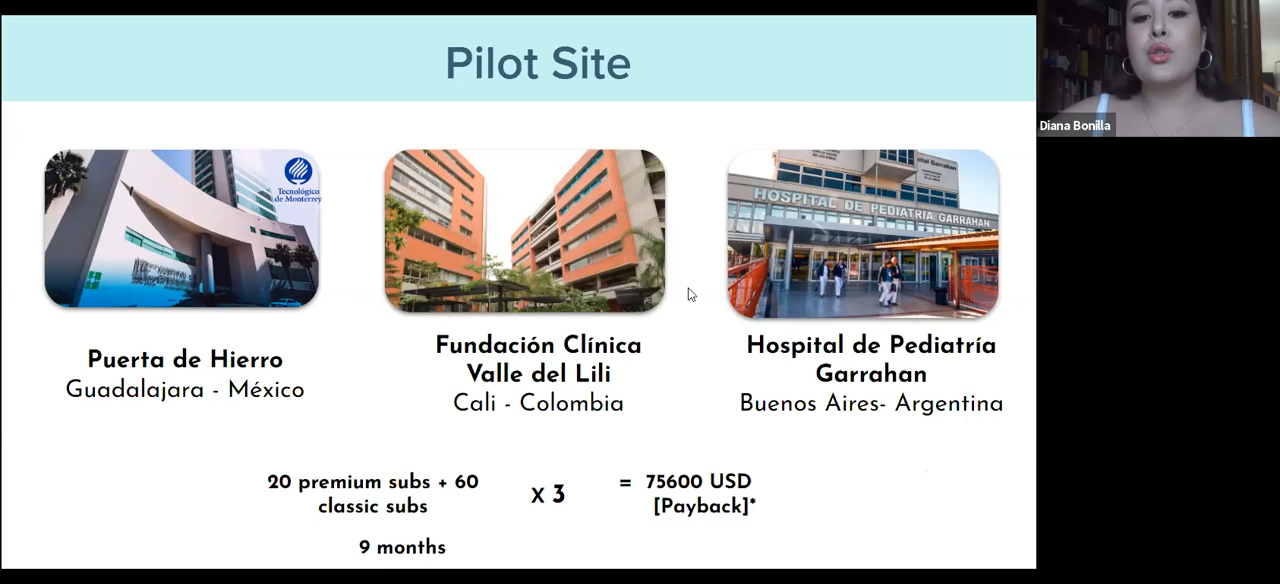 Pilot Site
Diana Bonilla
Tecnológico
de Monterrey
HOSPITAL DE PEDIATRIA GARRAHAN
Puerta de Hierro
Guadalajara - México
Fundación Clínica
Valle del Lili
Cali - Colombia
Hospital de Pediatría
Garrahan
Buenos Aires- Argentina
20 premium subs + 60
classic subs
X 3
= 75600 USD
[Payback]*
9 months